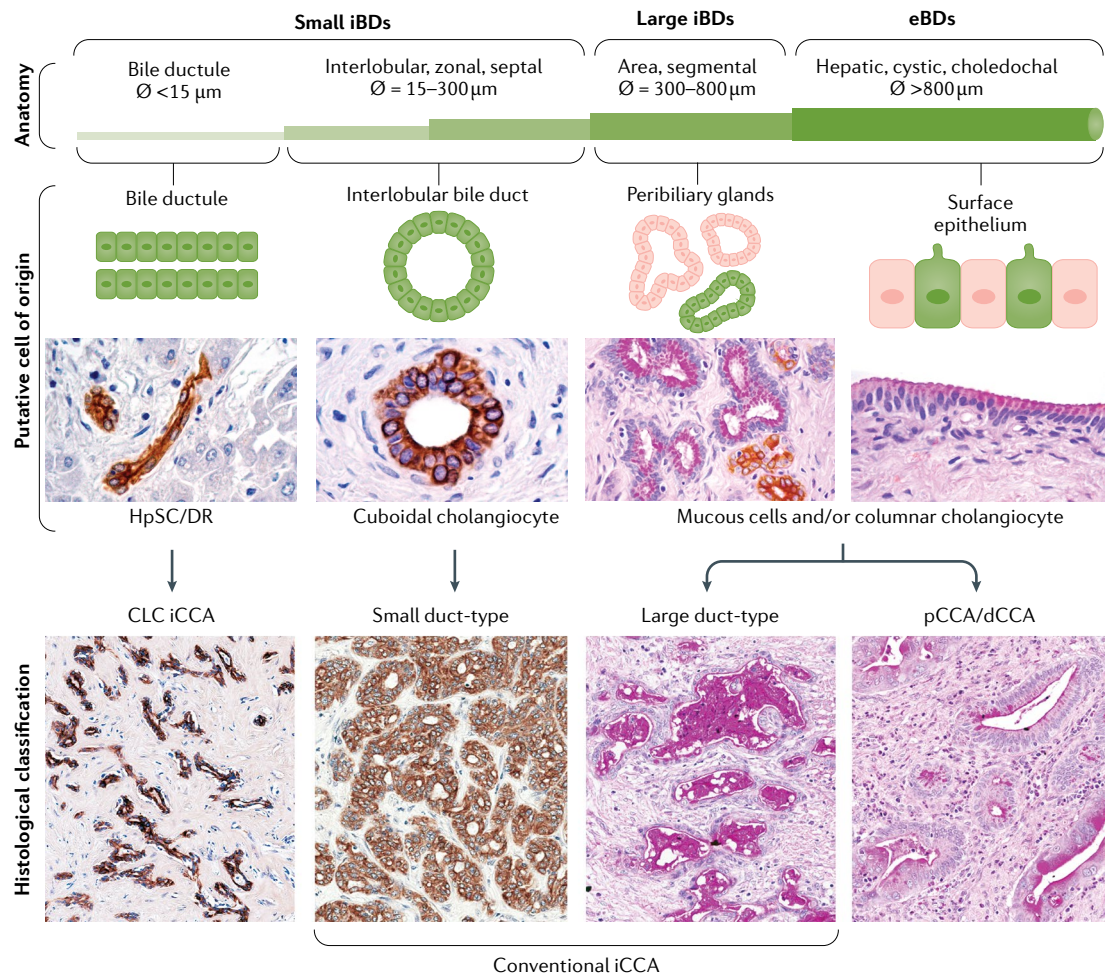 Small iBDs
Large iBDs
eBDs
Anatomy
Bile ductule
Ø <15 μm
Interlobular, zonal, septal
Ø = 15–300 μm
Area, segmental
Ø = 300–800 μm
Hepatic, cystic, choledochal
Ø >800 μm
Putative cell of origin
Bile ductule
Interlobular bile duct
Peribiliary glands
Surface
epithelium
HpSC/DR
Cuboidal cholangiocyte
Mucous cells and/or columnar cholangiocyte
Histological classification
CLC iCCA
Small duct-type
Large duct-type
pCCA/dCCA
Conventional iCCA